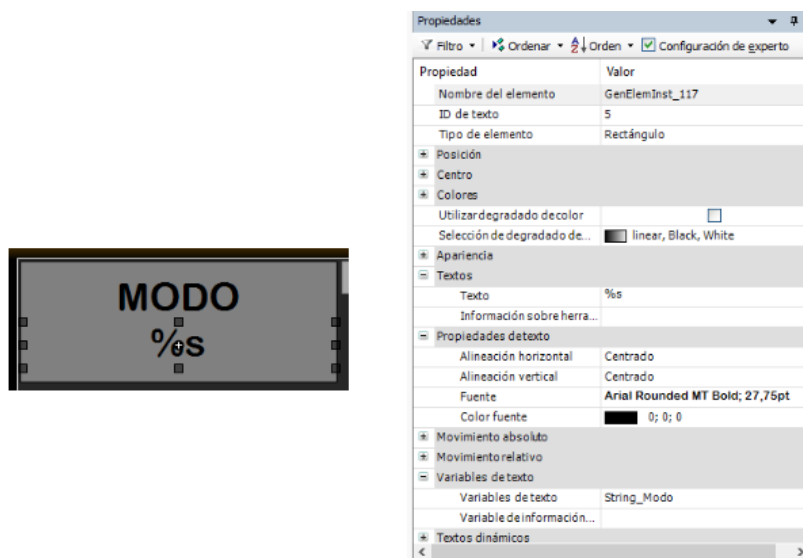 MODO
%s
Propiedades
Filtro Ordenar Orden Configuración de experto
Propiedad Valor
Nombre del elemento GenElemInst_117
ID de texto 5
Tipo de elemento Rectángulo
Posición
Centro
Colores
Utilizar degradado de color
Selección de degradado de... linear, Black, White
Apariencia
Textos
Texto %s
Información sobre herra...
Propiedades de texto
Alineación horizontal Centrado
Alineación vertical Centrado
Fuente Arial Rounded MT Bold; 27,75pt
Color fuente 0; 0; 0
Movimiento absoluto
Movimiento relativo
Variables de texto
Variables de texto String_Modo
Variable de información...
Textos dinámicos